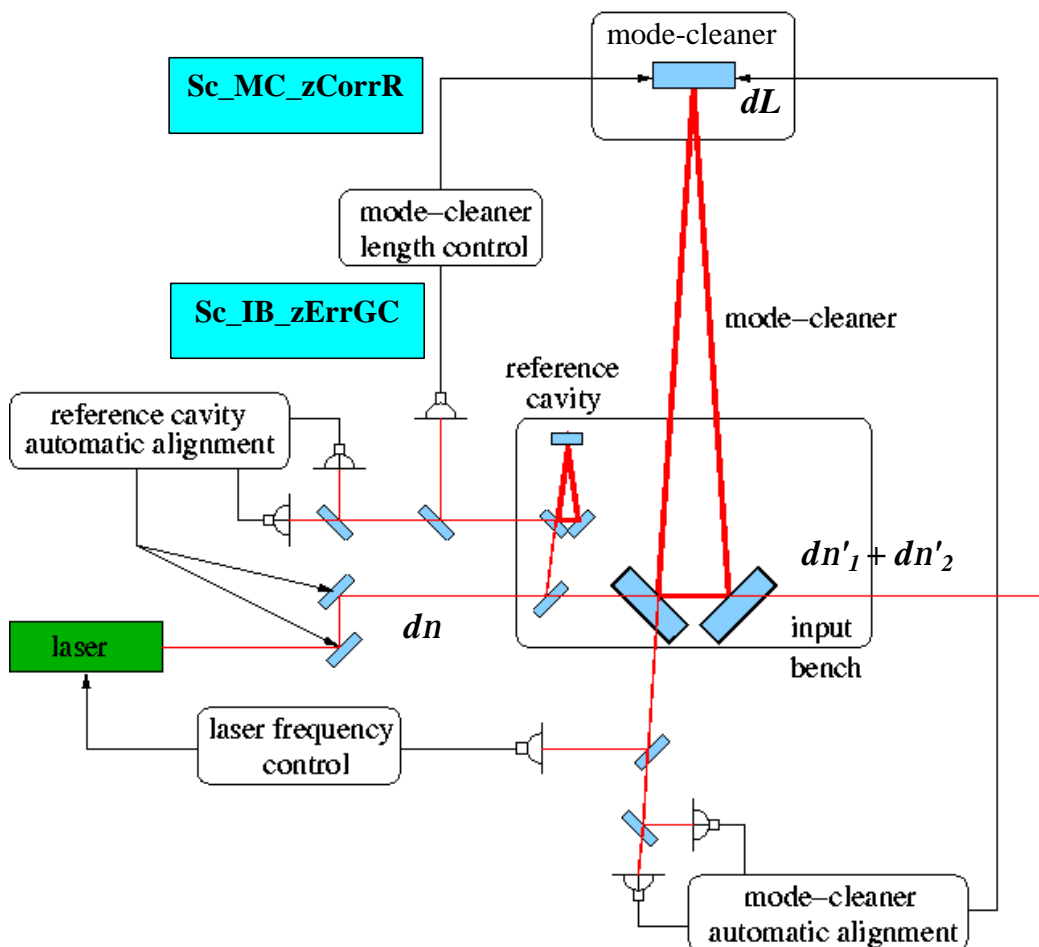 mode-cleaner
Sc_MC_zCorrR
dL
mode-cleaner
length control
Sc_IB_zErrGC
mode-cleaner
reference
cavity
reference cavity
automatic alignment
dn'1 + dn'2
dn
laser
input
bench
laser frequency
control
mode-cleaner
automatic alignment